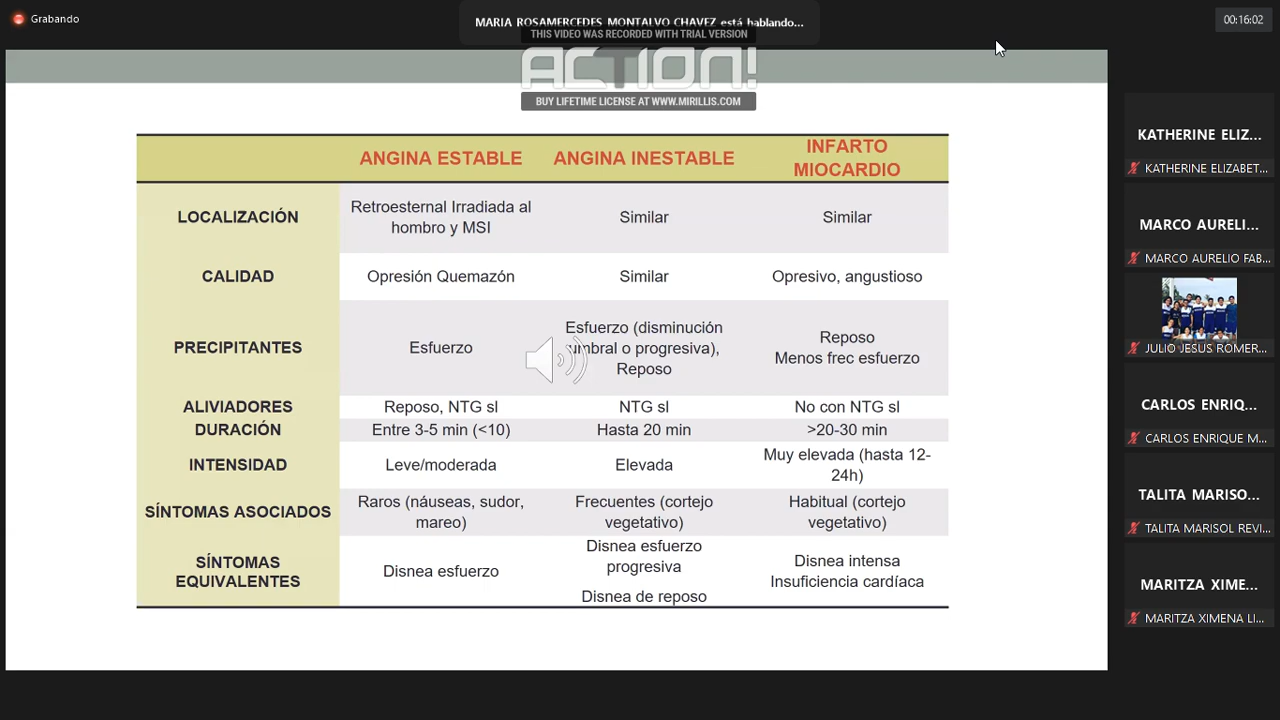 Grabando
MARIA ROSAMERCEDES MONTALVO CHAVEZ está hablando...
00:16:02
THIS VIDEO WAS RECORDED WITH TRIAL VERSION
ACTION!
BUY LIFETIME LICENSE AT WWW.MIRILLIS.COM
ANGINA ESTABLE
ANGINA INESTABLE
INFARTO
MIOCARDIO
LOCALIZACIÓN
Retroesternal Irradiada al
hombro y MSI
Similar
Similar
CALIDAD
Opresión Quemazón
Similar
Opresivo, angustioso
PRECIPITANTES
Esfuerzo
Esfuerzo (disminución
umbral o progresiva),
Reposo
Reposo
Menos frec esfuerzo
ALIVIADORES
Reposo, NTG sl
NTG sl
No con NTG sl
DURACIÓN
Entre 3-5 min (<10)
Hasta 20 min
>20-30 min
INTENSIDAD
Leve/moderada
Elevada
Muy elevada (hasta 12-
24h)
SÍNTOMAS ASOCIADOS
Raros (náuseas, sudor,
mareo)
Frecuentes (cortejo
vegetativo)
Habitual (cortejo
vegetativo)
SÍNTOMAS
EQUIVALENTES
Disnea esfuerzo
Disnea esfuerzo
progresiva
Disnea de reposo
Disnea intensa
Insuficiencia cardíaca
KATHERINE ELIZ...
KATHERINE ELIZABET...
MARCO AURELI...
MARCO AURELIO FAB...
JULIO JESUS ROMER...
CARLOS ENRIQ...
CARLOS ENRIQUE M...
TALITA MARISO...
TALITA MARISOL REVI...
MARITZA XIME...
MARITZA XIMENA LI...